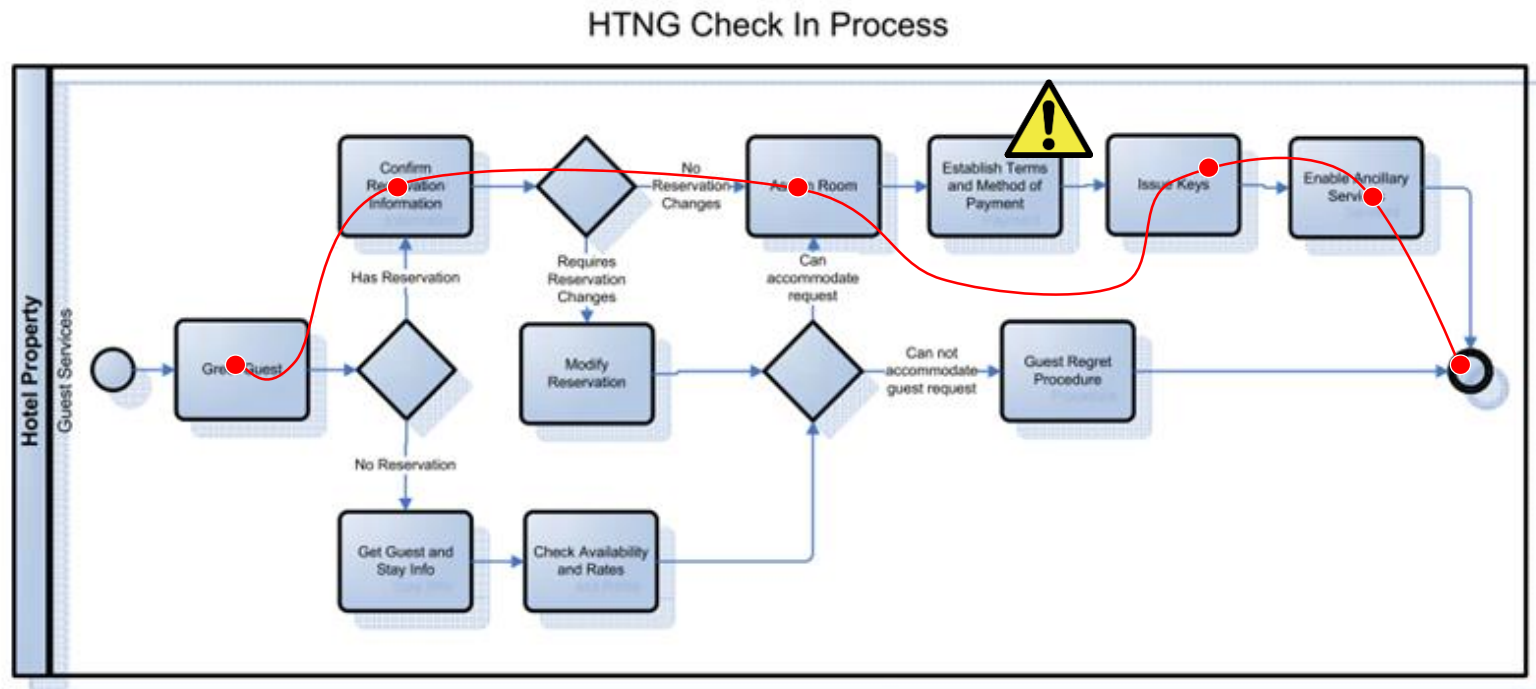 HTNG Check In Process
Hotel Property
Guest Services
Confirm
Information
No
Reservation
Changes
Room
Establish Terms
and Method of
Payment
Issue Keys
Enable Ancillary
Has Reservation
Requires
Reservation
Changes
Can
accommodate
request
Guest
Modify
Reservation
Can not
accommodate
guest request
Guest Regret
Procedure
No Reservation
Get Guest and
Stay Info
Check Availability
and Rates